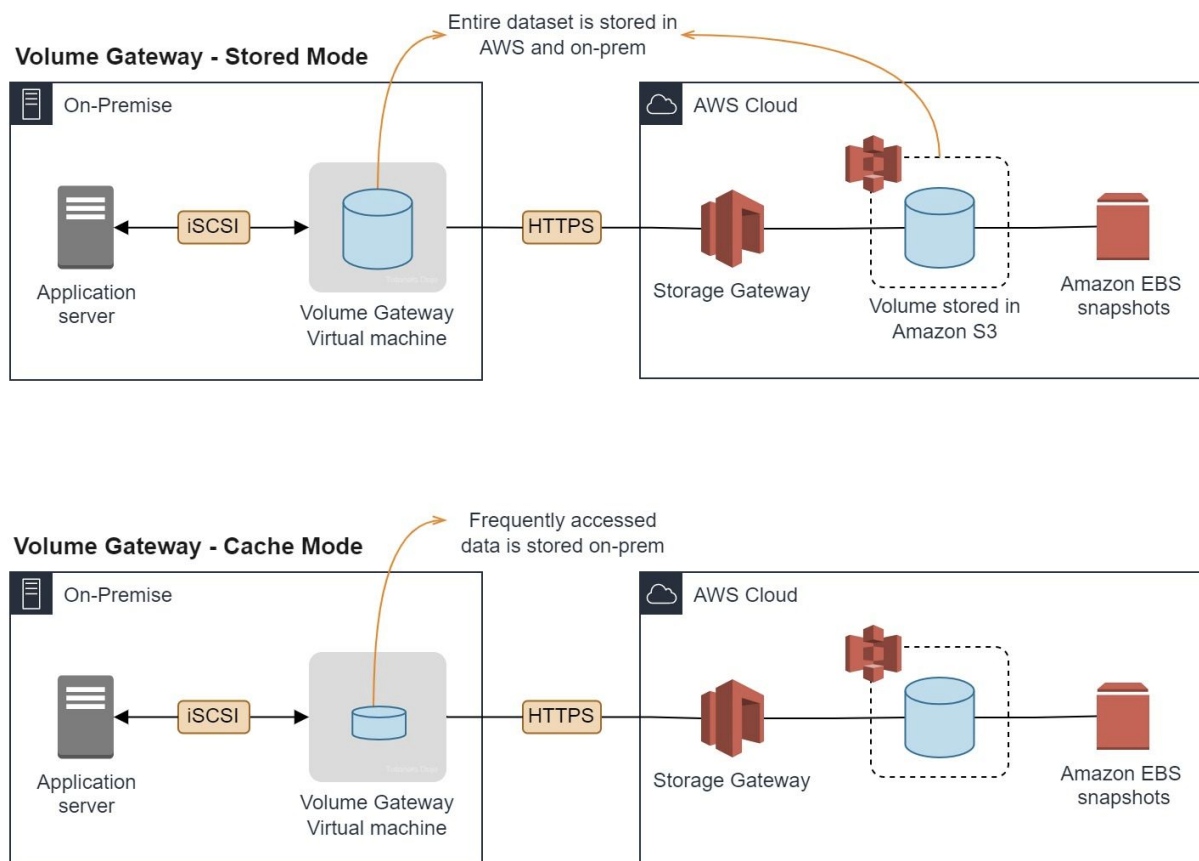 Entire dataset is stored in
AWS and on-prem
Volume Gateway - Stored Mode
On-Premise
AWS Cloud
iSCSI
HTTPS
Application
server
Volume Gateway
Virtual machine
Storage Gateway
Volume stored in
Amazon S3
Amazon EBS
snapshots
Frequently accessed
data is stored on-prem
Volume Gateway - Cache Mode
On-Premise
AWS Cloud
iSCSI
HTTPS
Application
server
Volume Gateway
Virtual machine
Storage Gateway
Amazon EBS
snapshots